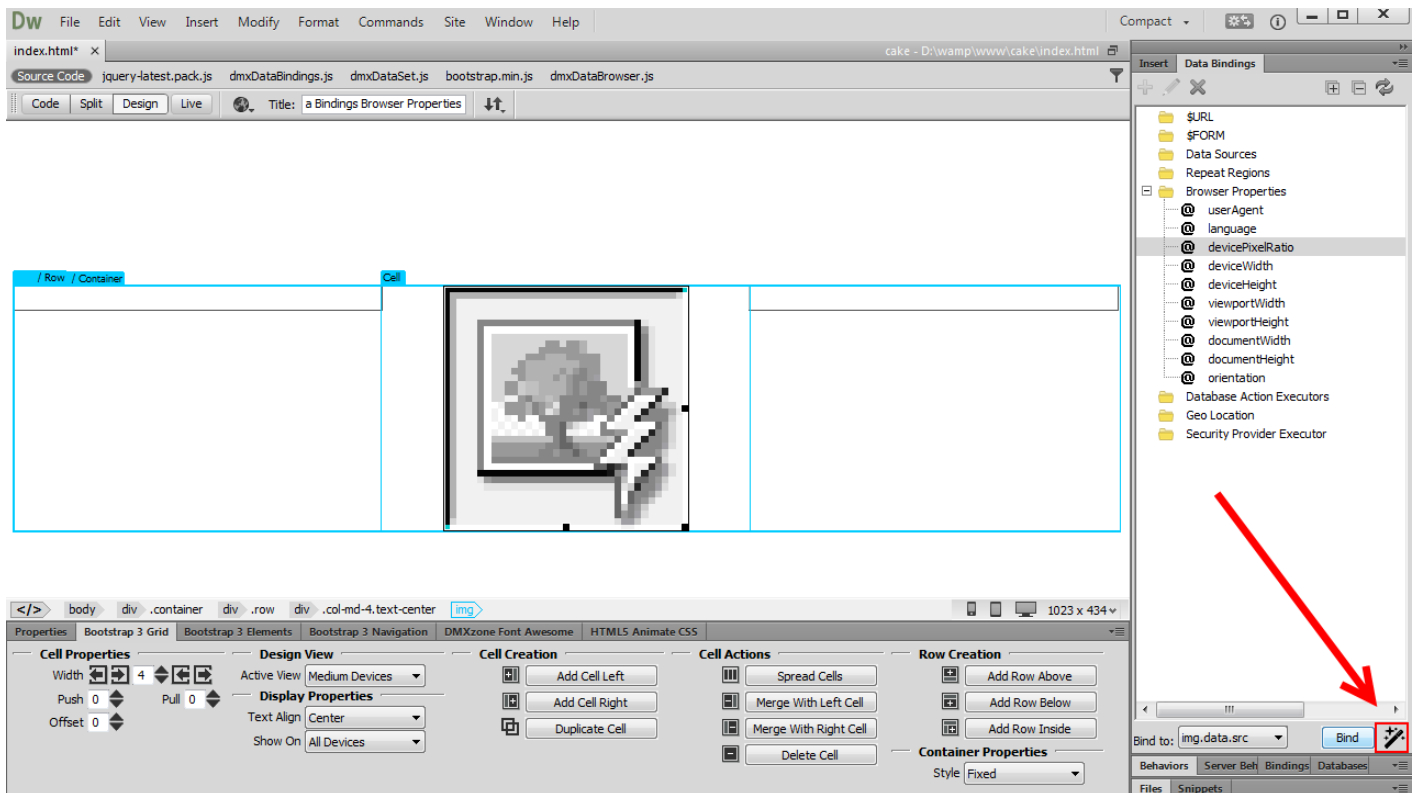 Dw File Edit View Insert Modify Format Commands Site Window Help Compact
index.html* × cake - D:\wamp\www\cake\index.html
Source Code jquery-latest.pack.js dmxDataBindings.js dmxDataSet.js bootstrap.min.js dmxDataBrowser.js
Code Split Design Live Title: a Bindings Browser Properties
/ Row / Container Cell
</> body div .container div .row div .col-md-4.text-center img 1023 x 434
Properties Bootstrap 3 Grid Bootstrap 3 Elements Bootstrap 3 Navigation DMXzone Font Awesome HTML5 Animate CSS
Cell Properties Design View Cell Creation Cell Actions Row Creation
Width 4 Active View Medium Devices Add Cell Left Spread Cells Add Row Above
Push 0 Pull 0 Display Properties Add Cell Right Merge With Left Cell Add Row Below
Offset 0 Text Align Center Duplicate Cell Merge With Right Cell Add Row Inside
Show On All Devices Delete Cell Container Properties
Style Fixed
Insert Data Bindings
$URL
$FORM
Data Sources
Repeat Regions
Browser Properties
@ userAgent
@ language
@ devicePixelRatio
@ deviceWidth
@ deviceHeight
@ viewportWidth
@ viewportHeight
@ documentWidth
@ documentHeight
@ orientation
Database Action Executors
Geo Location
Security Provider Executor
Bind to: img.data.src Bind
Behaviors Server Beh Bindings Databases
Files Snippets